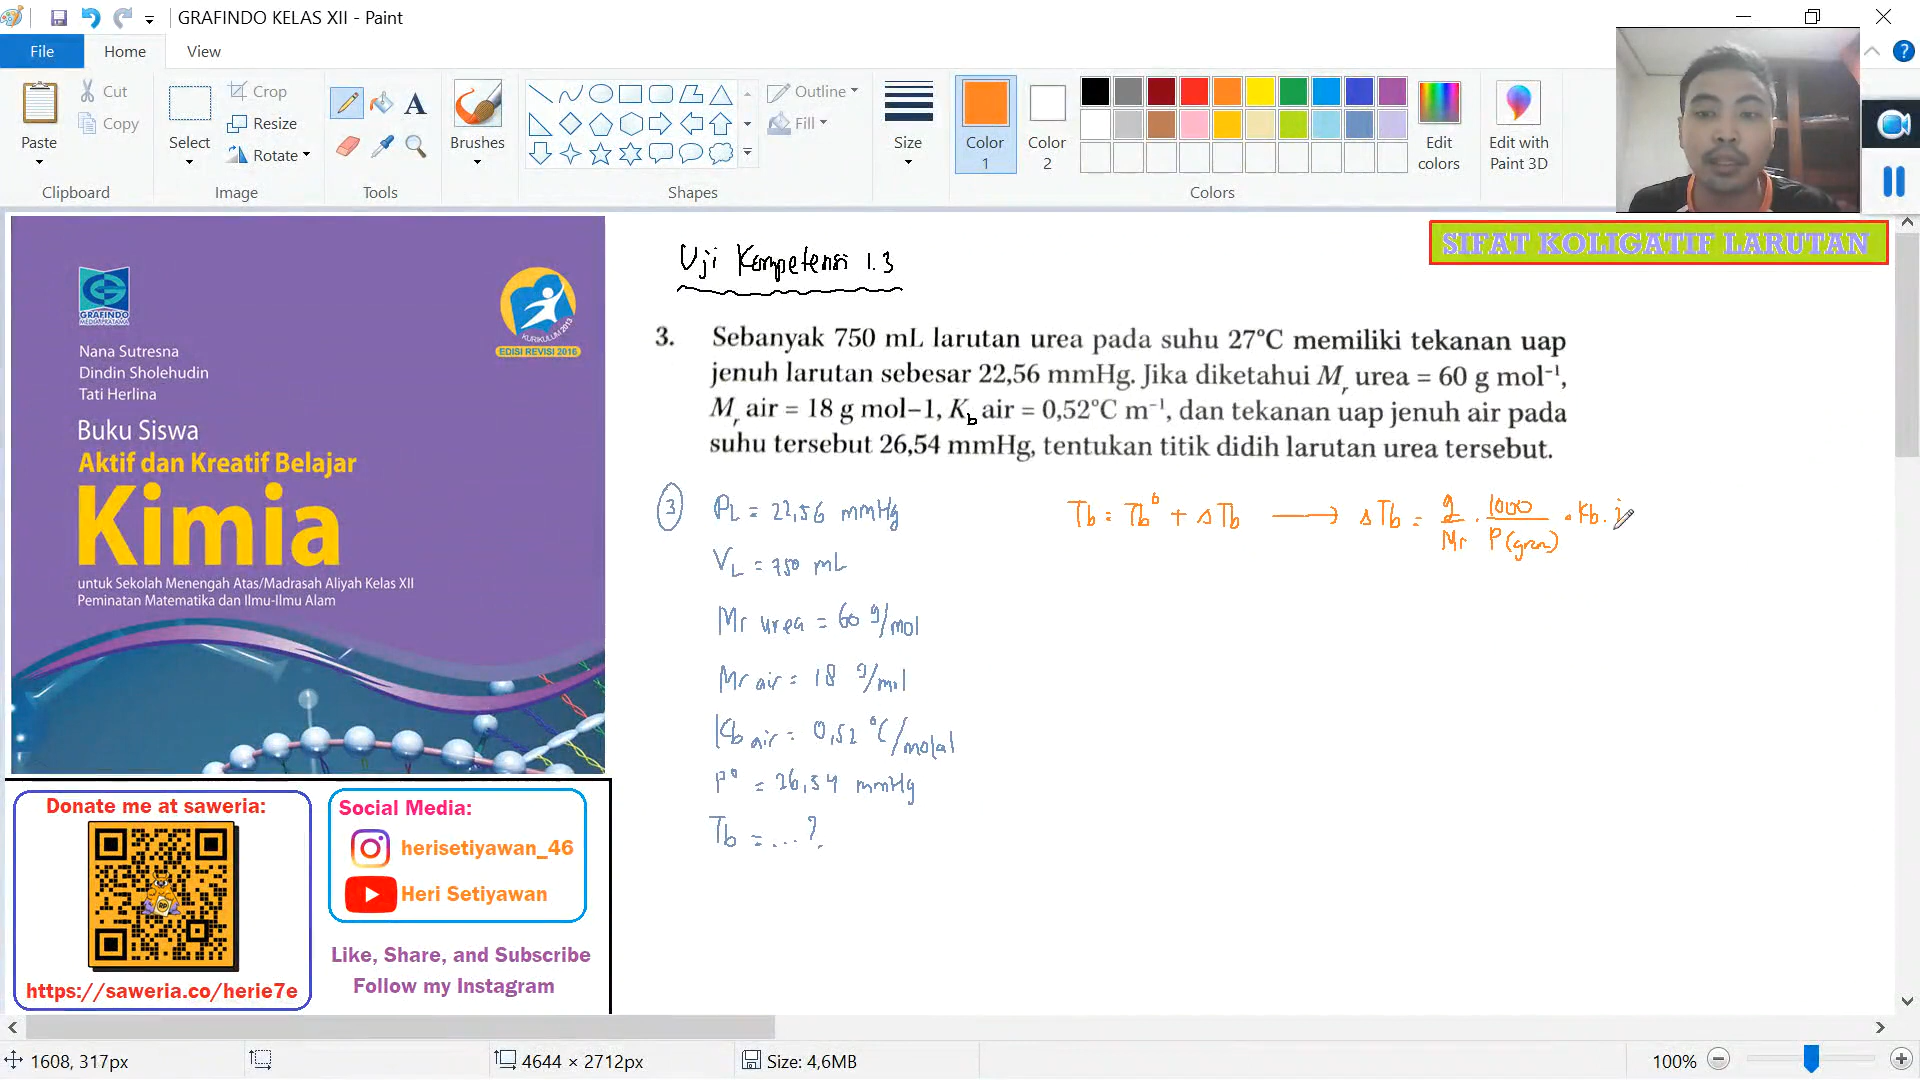 GRAFINDO KELAS XII - Paint
File
Home
View
Paste
Cut
Copy
Clipboard
Select
Crop
Resize
Rotate
Image
Tools
Brushes
Outline
Fill
Shapes
Size
Color 1
Color 2
Colors
Edit colors
Edit with Paint 3D
SIFAT KOLIGATIF LARUTAN
GRAFINDO
MEDIA PRATAMA
KURIKULUM 2013
EDISI REVISI 2016
Nana Sutresna
Dindin Sholehudin
Tati Herlina
Buku Siswa
Aktif dan Kreatif Belajar
Kimia
untuk Sekolah Menengah Atas/Madrasah Aliyah Kelas XII
Peminatan Matematika dan Ilmu-Ilmu Alam
Donate me at saweria:
https://saweria.co/herie7e
Social Media:
herisetiyawan_46
Heri Setiyawan
Like, Share, and Subscribe
Follow my Instagram
Uji Kompetensi 1.3
3. Sebanyak 750 mL larutan urea pada suhu 27°C memiliki tekanan uap
jenuh larutan sebesar 22,56 mmHg. Jika diketahui Mr urea = 60 g mol⁻¹,
Mr air = 18 g mol–1, Kb air = 0,52°C m⁻¹, dan tekanan uap jenuh air pada
suhu tersebut 26,54 mmHg, tentukan titik didih larutan urea tersebut.
3 PL = 22,56 mmHg
VL = 750 mL
Mr urea = 60 g/mol
Mr air = 18 g/mol
Kb air = 0,52 °C/molal
P° = 26,54 mmHg
Tb = ... ?
Tb = Tb° + ΔTb → ΔTb = g/Mr . 1000/P(gram) . Kb . i
1608, 317px
4644 × 2712px
Size: 4,6MB
100%